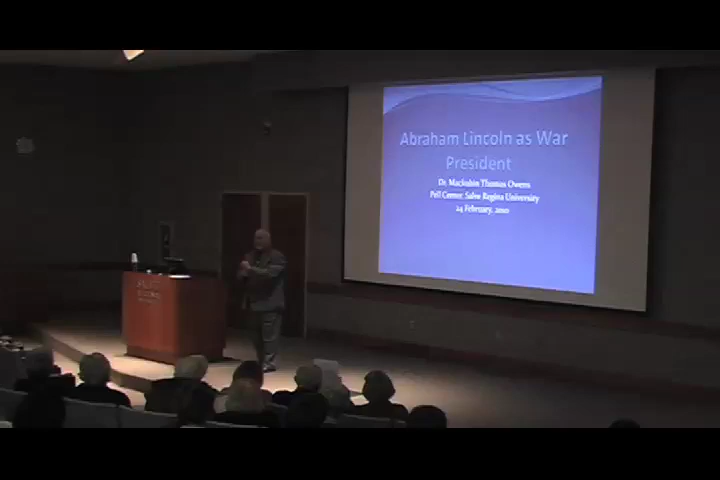 Abraham Lincoln as War
President
Dr. Mackubin Thomas Owens
Pell Center, Salve Regina University
24 February, 2010